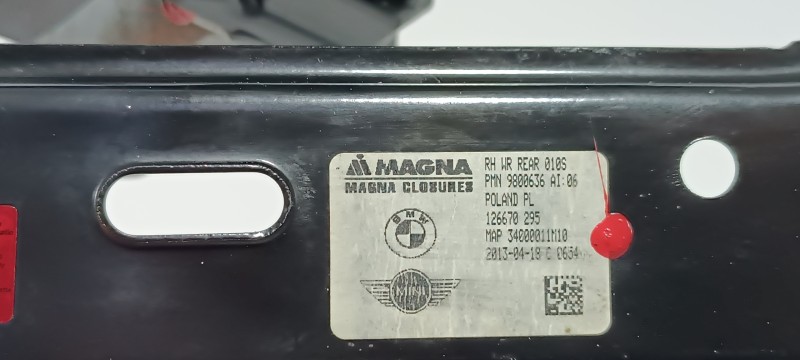 MAGNA
MAGNA CLOSURES
BMW
MINI
RH WR REAR 010S
PMN 9800636 AI:06
POLAND PL
126670 295
MAP 34000011M10
2013-04-18 C 0654